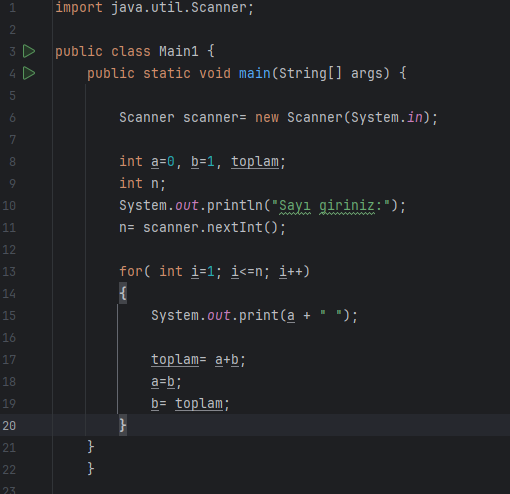 1 import java.util.Scanner;
2
3 public class Main1 {
4 public static void main(String[] args) {
5
6 Scanner scanner= new Scanner(System.in);
7
8 int a=0, b=1, toplam;
9 int n;
10 System.out.println("Sayı giriniz:");
11 n= scanner.nextInt();
12
13 for( int i=1; i<=n; i++)
14 {
15 System.out.print(a + " ");
16
17 toplam= a+b;
18 a=b;
19 b= toplam;
20 }
21 }
22 }
23